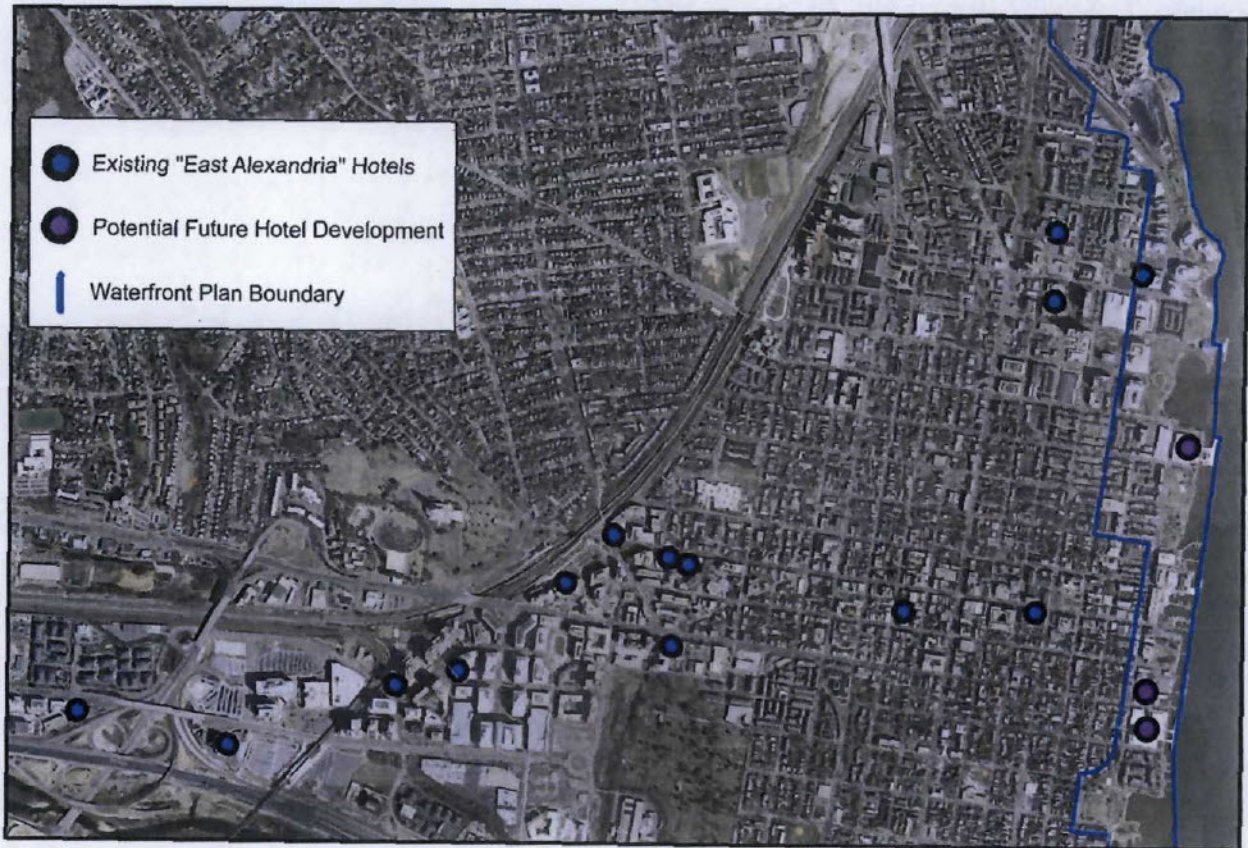 Existing "East Alexandria" Hotels
Potential Future Hotel Development
Waterfront Plan Boundary